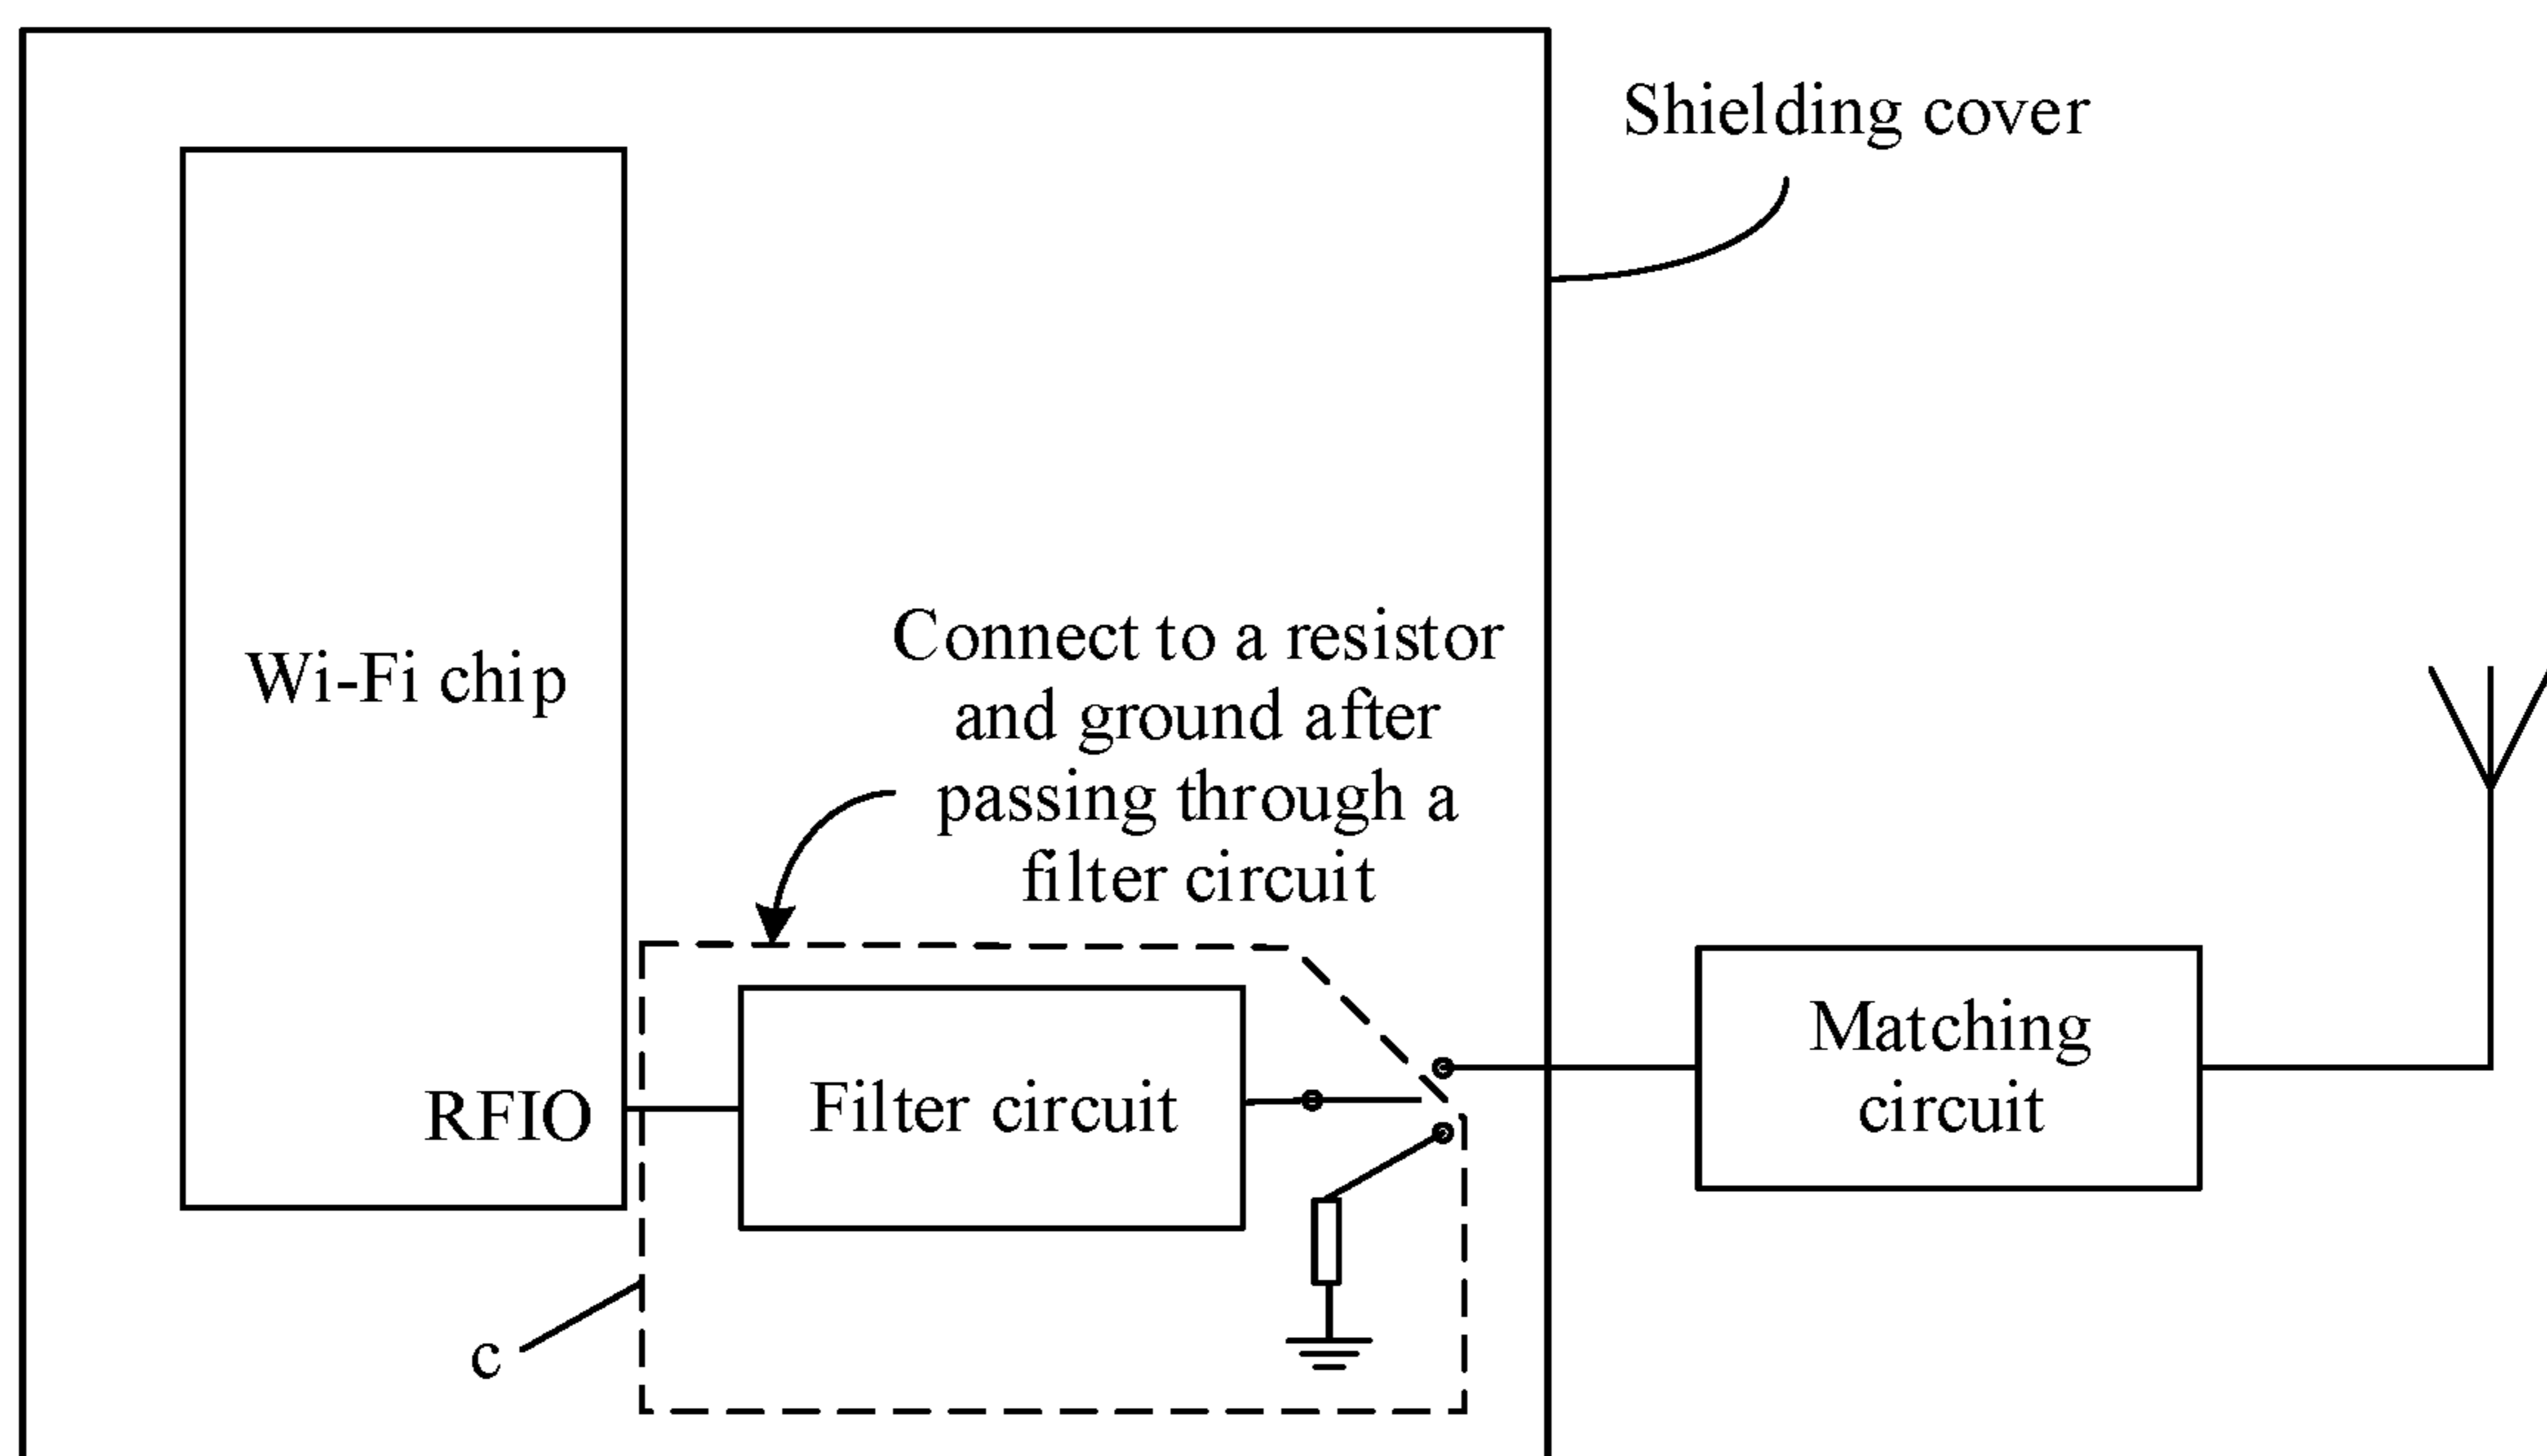 Shielding cover
Wi-Fi chip
Connect to a resistor
and ground after
passing through a
filter circuit
RFIO
Filter circuit
Matching
circuit
c